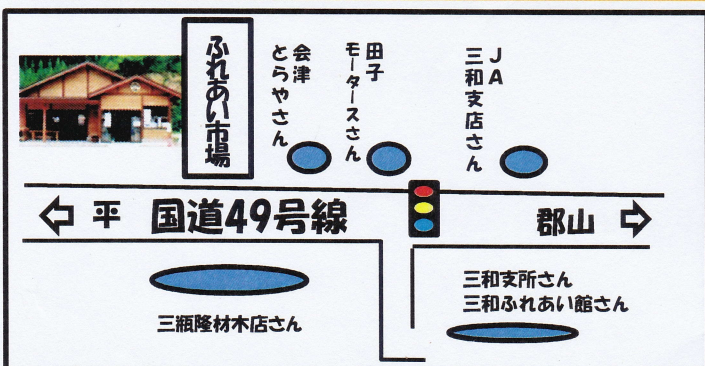 ふれあい市場
会津
とらやさん
田子
モータースさん
JA
三和支店さん
平 国道49号線 郡山
三瓶隆材木店さん
三和支所さん
三和ふれあい館さん